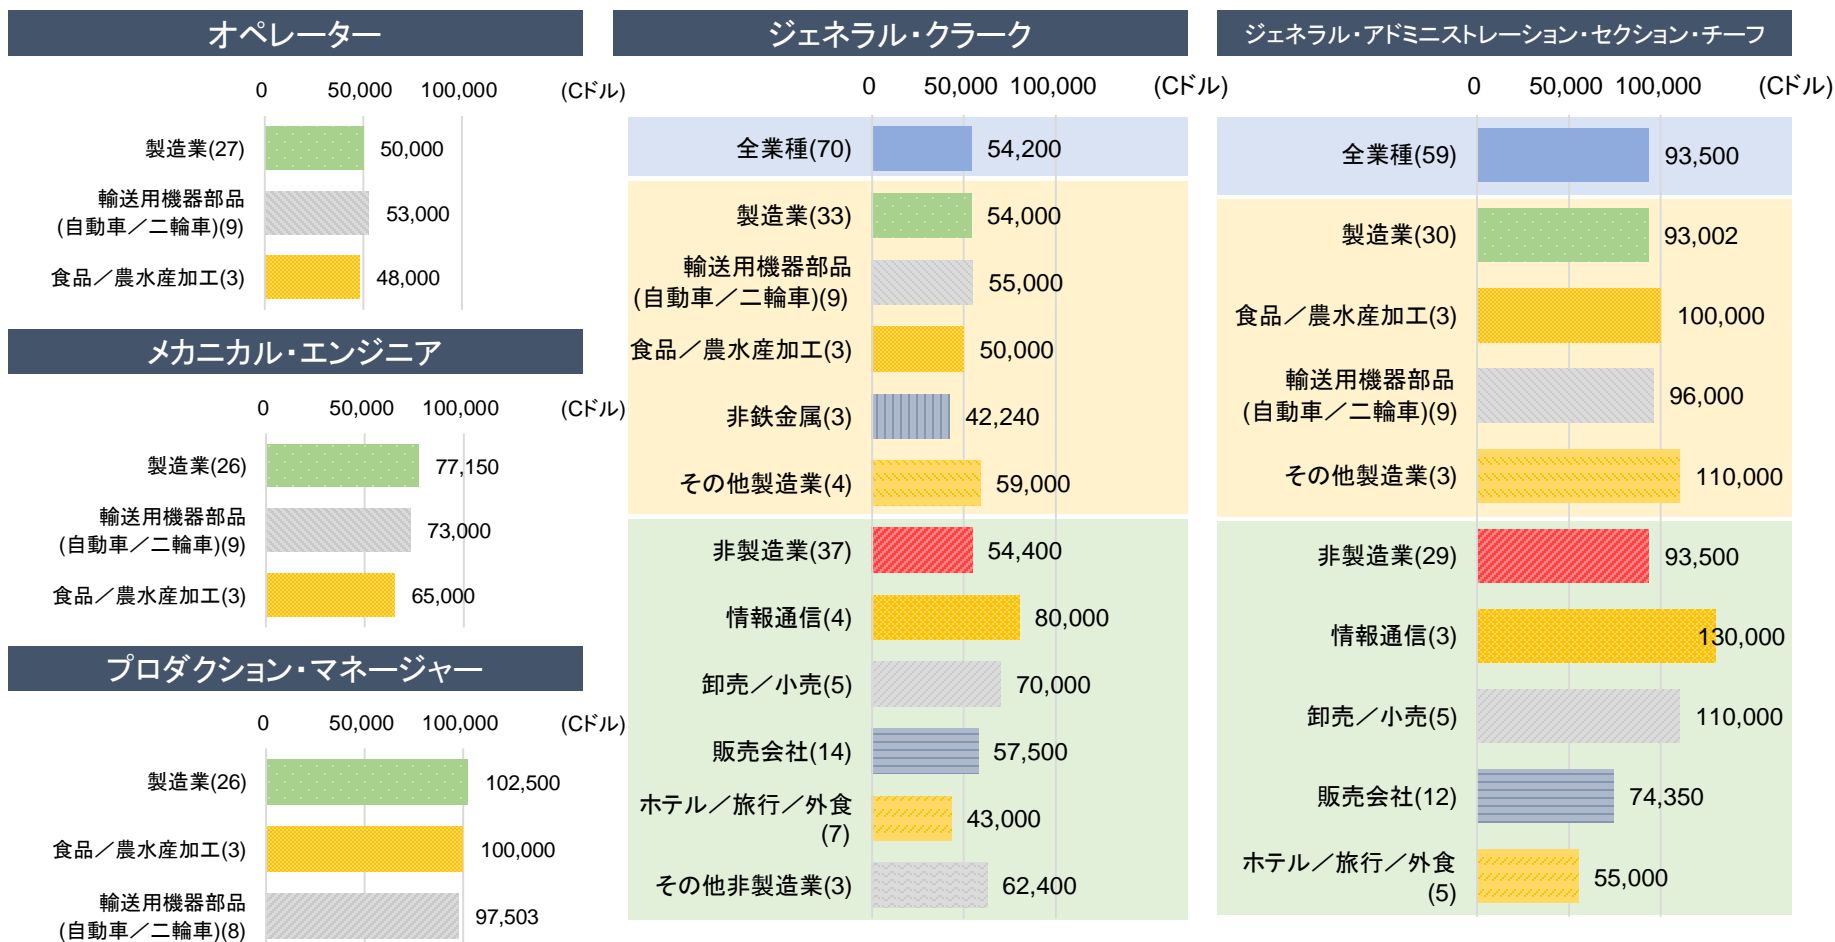 オペレーター
0 50,000 100,000 (Cドル)
製造業(27) 50,000
輸送用機器部品
(自動車／二輪車)(9) 53,000
食品／農水産加工(3) 48,000
メカニカル・エンジニア
0 50,000 100,000 (Cドル)
製造業(26) 77,150
輸送用機器部品
(自動車／二輪車)(9) 73,000
食品／農水産加工(3) 65,000
プロダクション・マネージャー
0 50,000 100,000 (Cドル)
製造業(26) 102,500
食品／農水産加工(3) 100,000
輸送用機器部品
(自動車／二輪車)(8) 97,503
ジェネラル・クラーク
0 50,000 100,000 (Cドル)
全業種(70) 54,200
製造業(33) 54,000
輸送用機器部品
(自動車／二輪車)(9) 55,000
食品／農水産加工(3) 50,000
非鉄金属(3) 42,240
その他製造業(4) 59,000
非製造業(37) 54,400
情報通信(4) 80,000
卸売／小売(5) 70,000
販売会社(14) 57,500
ホテル／旅行／外食
(7) 43,000
その他非製造業(3) 62,400
ジェネラル・アドミニストレーション・セクション・チーフ
0 50,000 100,000 (Cドル)
全業種(59) 93,500
製造業(30) 93,002
食品／農水産加工(3) 100,000
輸送用機器部品
(自動車／二輪車)(9) 96,000
その他製造業(3) 110,000
非製造業(29) 93,500
情報通信(3) 130,000
卸売／小売(5) 110,000
販売会社(12) 74,350
ホテル／旅行／外食
(5) 55,000